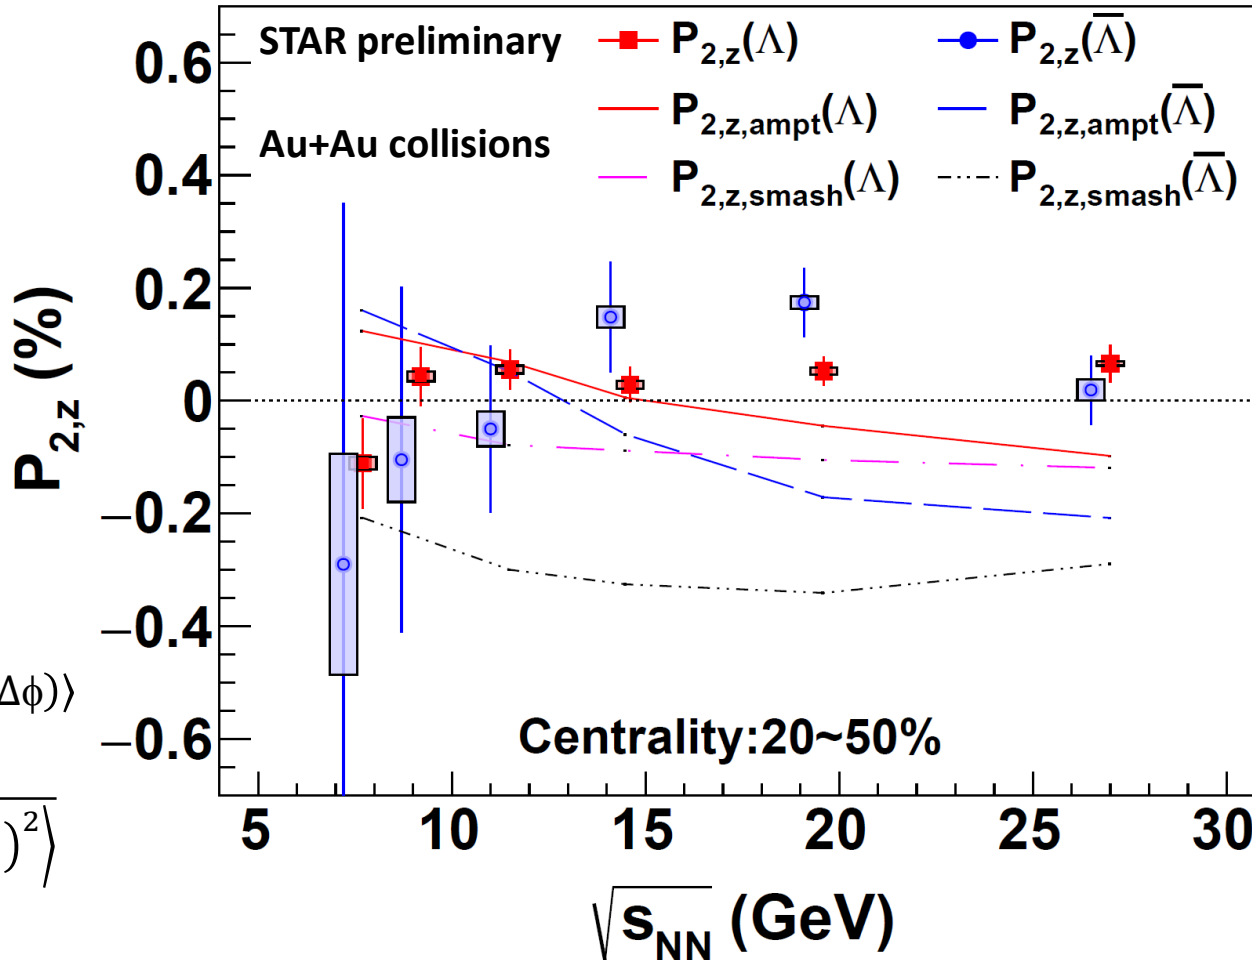 STAR preliminary
P2,z(Λ)
P2,z(Λ̅)
Au+Au collisions
P2,z,ampt(Λ)
P2,z,ampt(Λ̅)
P2,z,smash(Λ)
P2,z,smash(Λ̅)
P2,z (%)
0.6
0.4
0.2
0
−0.2
−0.4
−0.6
Δϕ)⟩
)²⟩
Centrality:20~50%
5 10 15 20 25 30
√sNN (GeV)